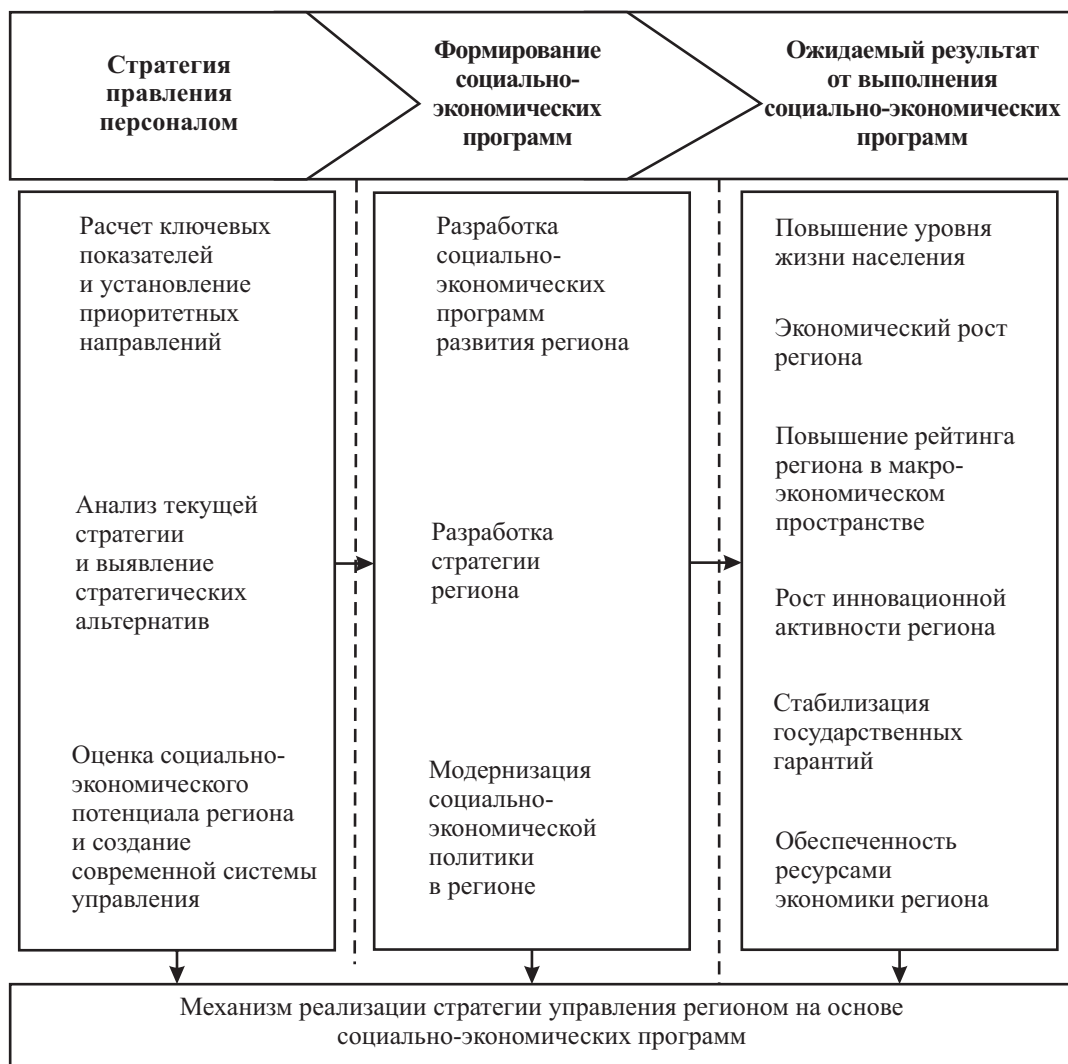 Стратегия
правления
персоналом
Формирование
социально-
экономических
программ
Ожидаемый результат
от выполнения
социально-экономических
программ
Расчет ключевых
показателей
и установление
приоритетных
направлений
Анализ текущей
стратегии
и выявление
стратегических
альтернатив
Оценка социально-
экономического
потенциала региона
и создание
современной системы
управления
Разработка
социально-
экономических
программ
развития региона
Разработка
стратегии
региона
Модернизация
социально-
экономической
политики
в регионе
Повышение уровня
жизни населения
Экономический рост
региона
Повышение рейтинга
региона в макро-
экономическом
пространстве
Рост инновационной
активности региона
Стабилизация
государственных
гарантий
Обеспеченность
ресурсами
экономики региона
Механизм реализации стратегии управления регионом на основе
социально-экономических программ